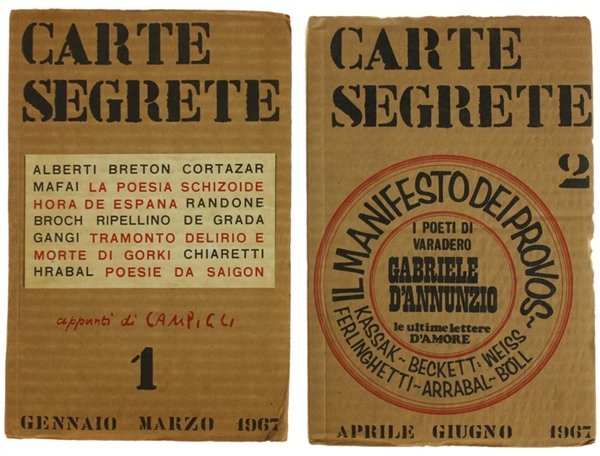 CARTE
SEGRETE
ALBERTI BRETON CORTAZAR
MAFAI LA POESIA SCHIZOIDE
HORA DE ESPANA RANDONE
BROCH RIPELLINO DE GRADA
GANGI TRAMONTO DELIRIO E
MORTE DI GORKI CHIARETTI
HRABAL POESIE DA SAIGON
appunti di CAMPIGLI
1
GENNAIO MARZO 1967
CARTE
SEGRETE
2
IL MANIFESTO DEI PROVOS~
I POETI DI
VARADERO
GABRIELE
D'ANNUNZIO
le ultime lettere
D'AMORE
KASSAK~BECKETT~WEISS
FERLINGHETTI~ARRABAL~BÖLL
APRILE GIUGNO 1967